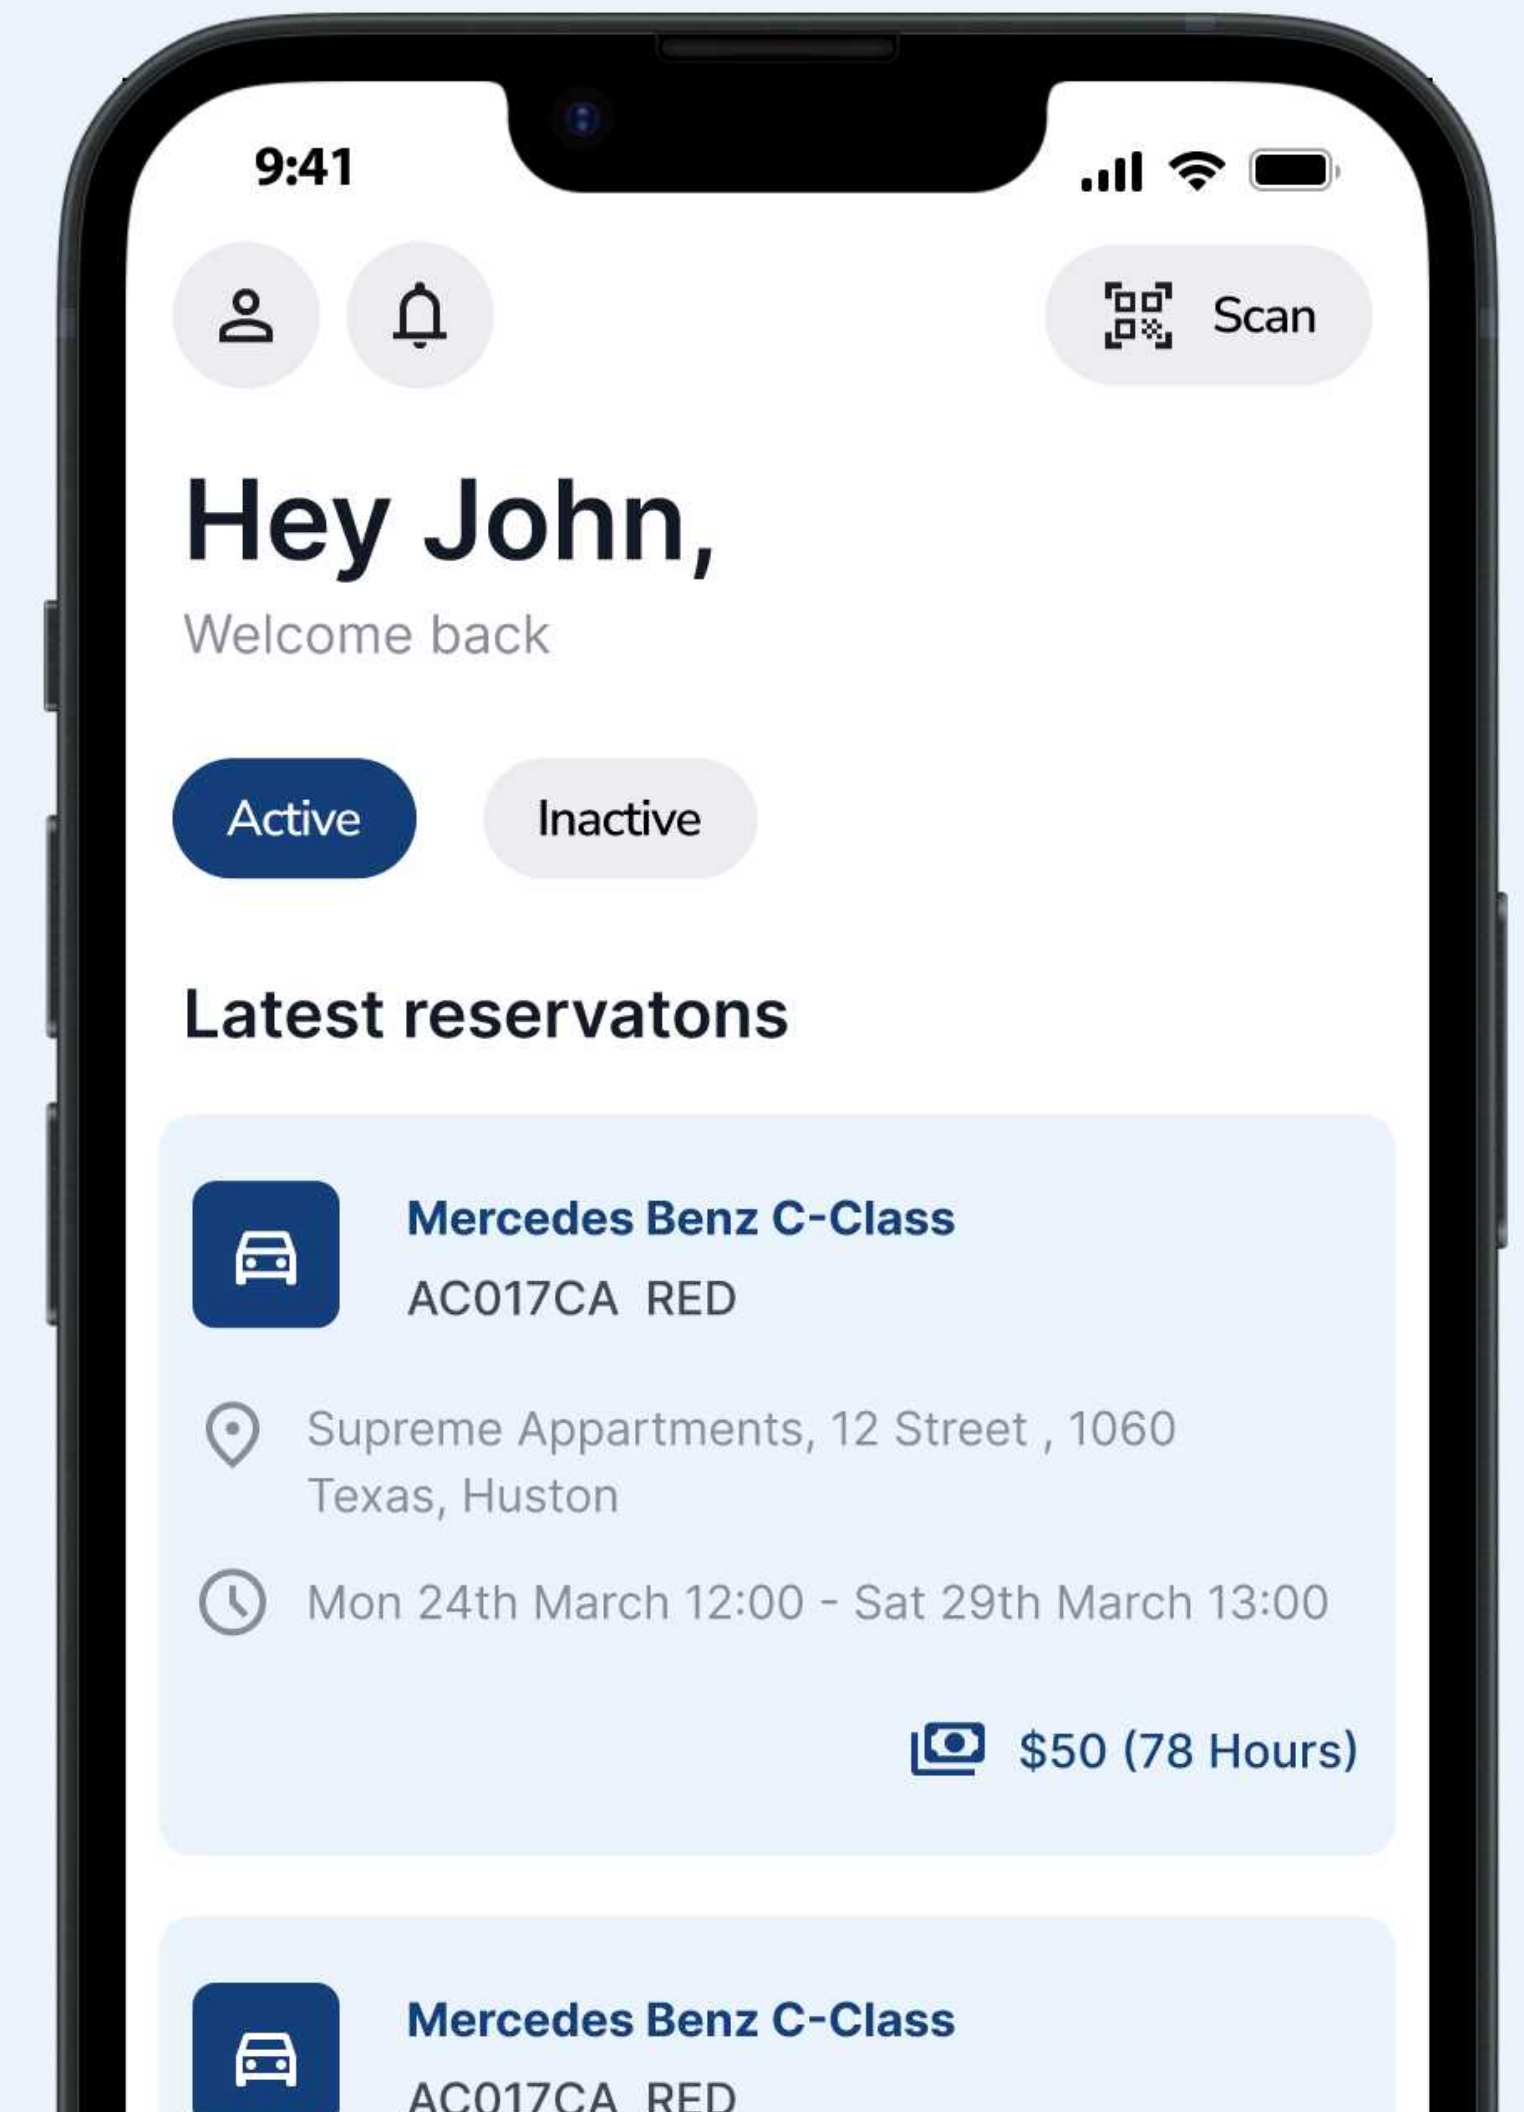 9:41
Scan
Hey John,
Welcome back
Active Inactive
Latest reservatons
Mercedes Benz C-Class
AC017CA RED
Supreme Appartments, 12 Street , 1060
Texas, Huston
Mon 24th March 12:00 - Sat 29th March 13:00
$50 (78 Hours)
Mercedes Benz C-Class
AC017CA RED